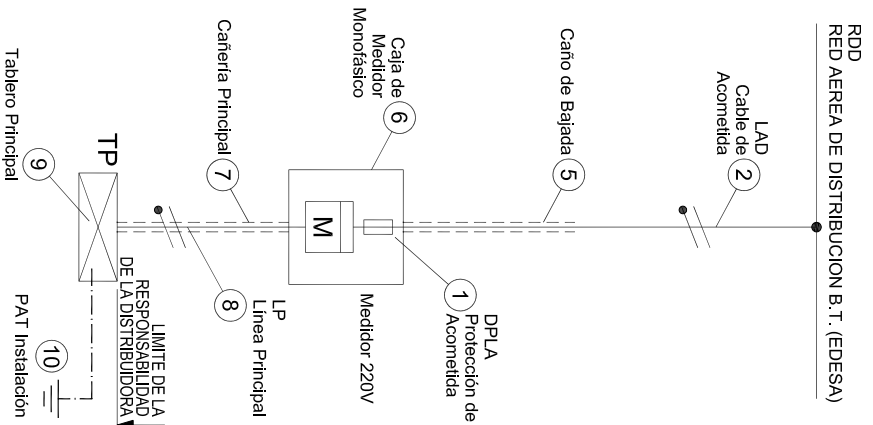 RDD
RED AEREA DE DISTRIBUCION B.T. (EDESA)
LAD
Cable de
Acometida
2
Caño de Bajada
5
DPLA
Protección de
Acometida
1
Caja de
Medidor
Monofásico
6
M
Medidor 220V
Cañería Principal
7
LP
Línea Principal
8
TP
9
Tablero Principal
LIMITE DE LA
RESPONSABILIDAD
DE LA DISTRIBUIDORA
10
PAT Instalación